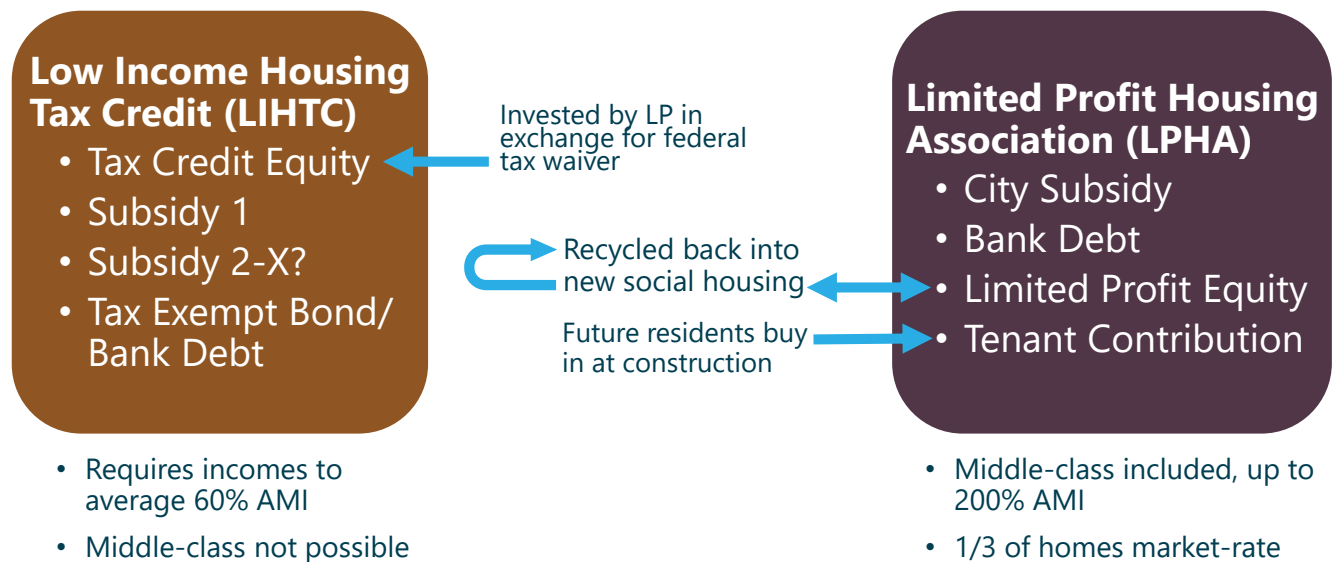 Low Income Housing
Tax Credit (LIHTC)
• Tax Credit Equity
• Subsidy 1
• Subsidy 2-X?
• Tax Exempt Bond/
Bank Debt
• Requires incomes to
average 60% AMI
• Middle-class not possible
Invested by LP in
exchange for federal
tax waiver
Recycled back into
new social housing
Future residents buy
in at construction
Limited Profit Housing
Association (LPHA)
• City Subsidy
• Bank Debt
• Limited Profit Equity
• Tenant Contribution
• Middle-class included, up to
200% AMI
• 1/3 of homes market-rate